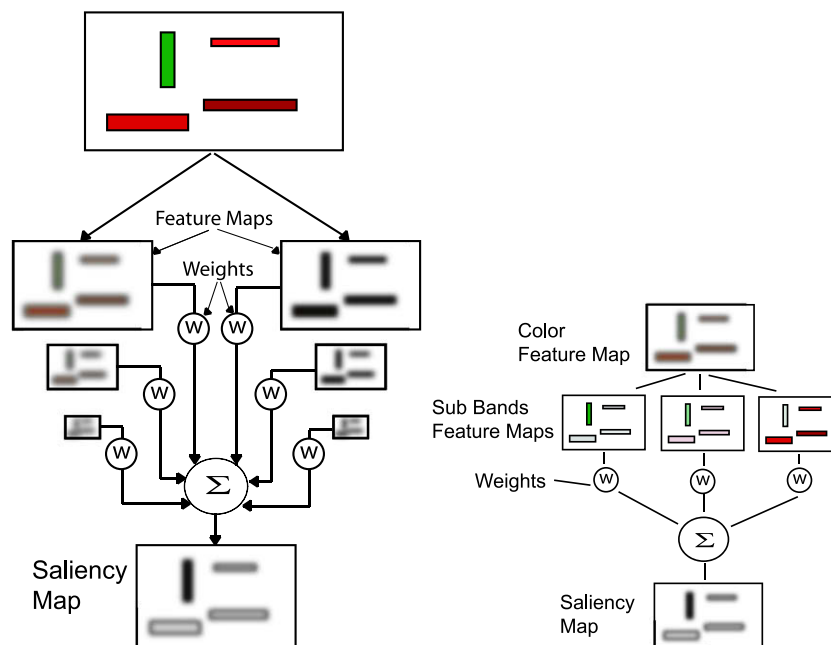 Feature Maps
Weights
W
W
W
W
W
W
Σ
Saliency
Map
Color
Feature Map
Sub Bands
Feature Maps
Weights
W
W
W
Σ
Saliency
Map